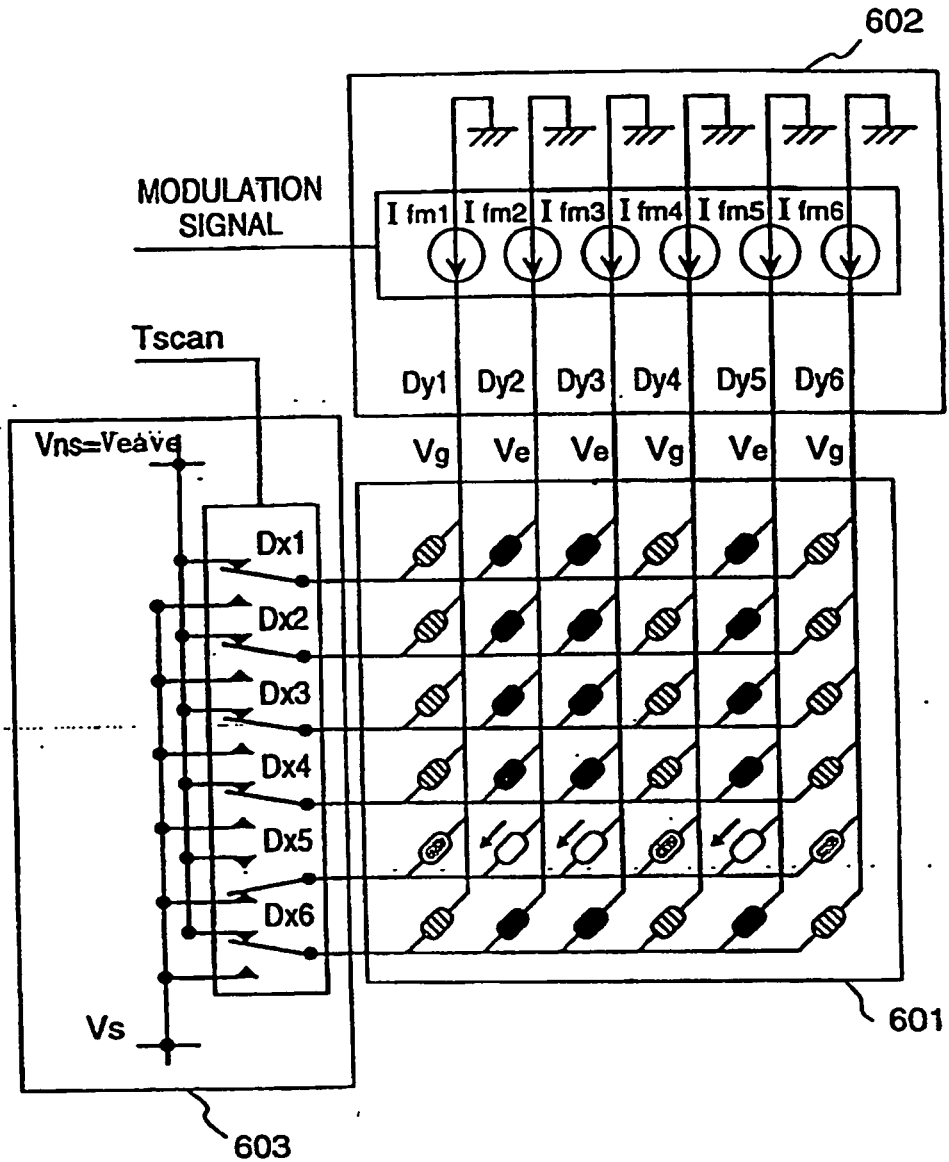 602
MODULATION
SIGNAL
I fm1 I fm2 I fm3 I fm4 I fm5 I fm6
Tscan
Dy1 Dy2 Dy3 Dy4 Dy5 Dy6
Vns=Veave
Vg Ve Ve Vg Ve Vg
Dx1
Dx2
Dx3
Dx4
Dx5
Dx6
Vs
601
603